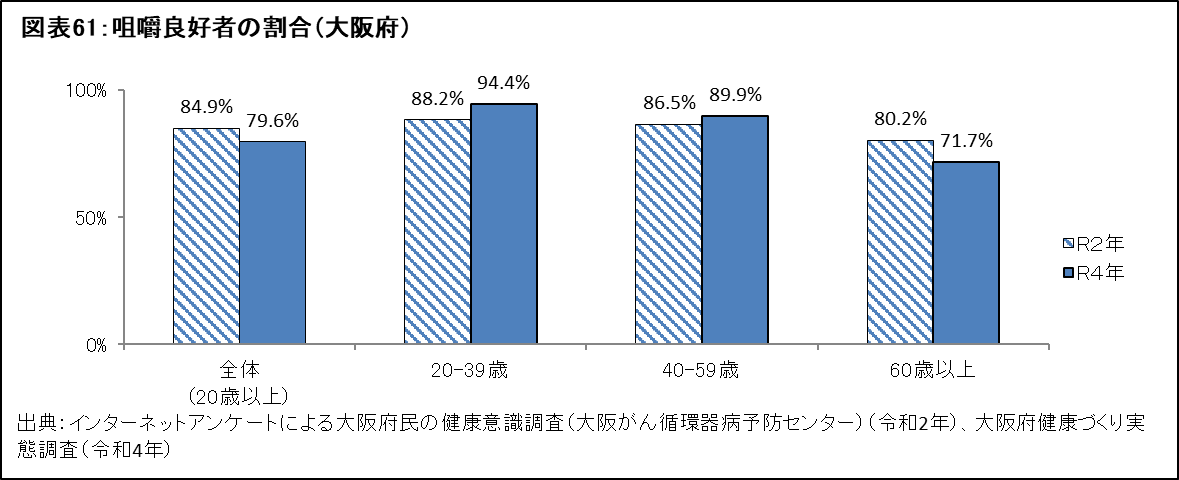 図表61:咀嚼良好者の割合(大阪府)
100%
50%
0%
84.9%
79.6%
88.2%
94.4%
86.5%
89.9%
80.2%
71.7%
R2年
R4年
全体
(20歳以上)
20-39歳
40-59歳
60歳以上
出典:インターネットアンケートによる大阪府民の健康意識調査(大阪がん循環器病予防センター)(令和2年)、大阪府健康づくり実
態調査(令和4年)